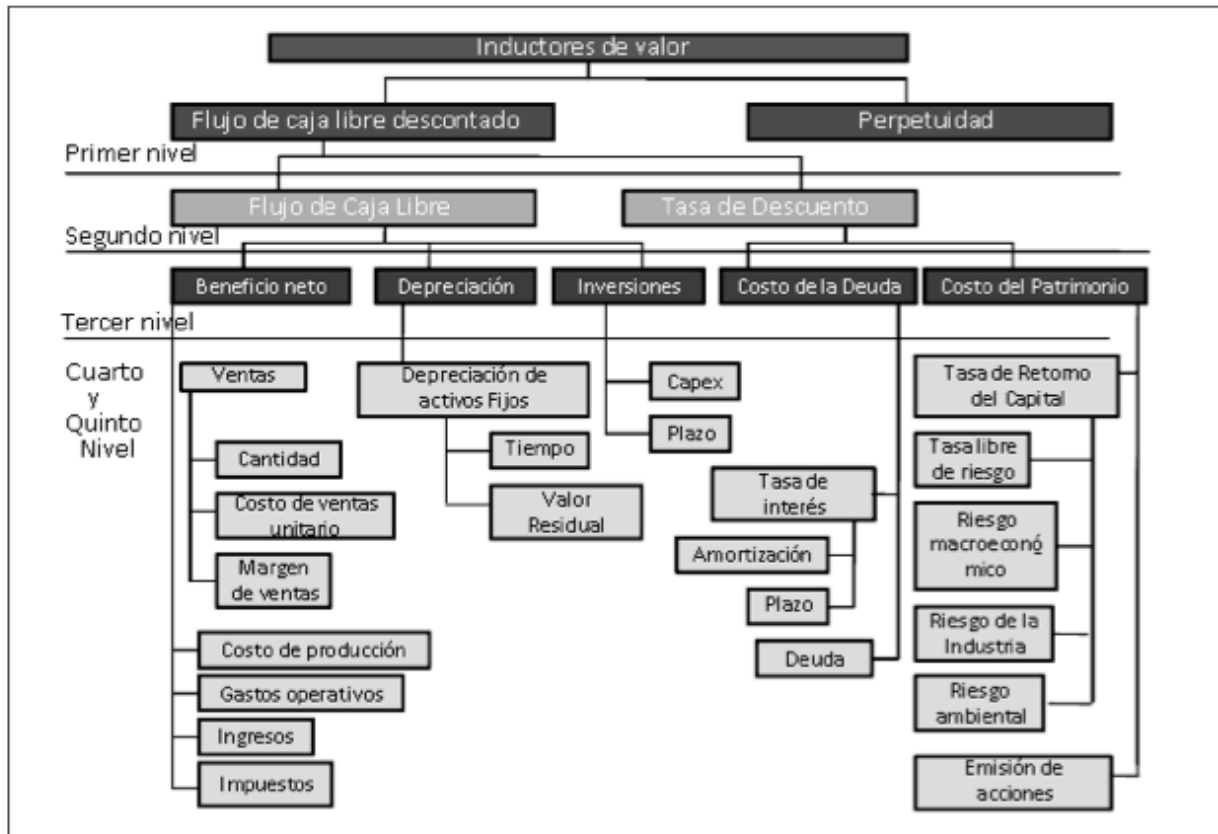 Inductores de valor
Flujo de caja libre descontado
Perpetuidad
Primer nivel
Flujo de Caja Libre
Tasa de Descuento
Segundo nivel
Beneficio neto
Depreciación
Inversiones
Costo de la Deuda
Costo del Patrimonio
Tercer nivel
Cuarto
y
Quinto
Nivel
Ventas
Cantidad
Costo de ventas
unitario
Margen
de ventas
Costo de producción
Gastos operativos
Ingresos
Impuestos
Depreciación de
activos Fijos
Tiempo
Valor
Residual
Capex
Plazo
Tasa de
interés
Amortización
Plazo
Deuda
Tasa de Retorno
del Capital
Tasa libre
de riesgo
Riesgo
macroeconó
mico
Riesgo de la
Industria
Riesgo
ambiental
Emisión de
acciones